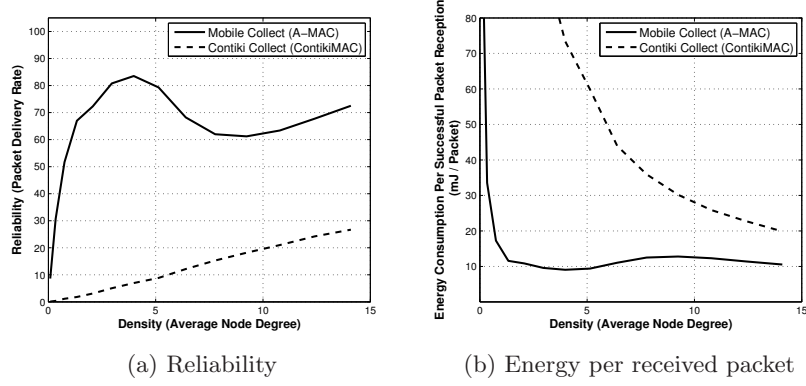 100
90
80
70
60
50
40
30
20
10
0
0
5
10
15
Reliability (Packet Delivery Rate)
Density (Average Node Degree)
Mobile Collect (A-MAC)
Contiki Collect (ContikiMAC)
(a) Reliability
80
70
60
50
40
30
20
10
0
5
10
15
Energy Consumption Per Successful Packet Reception
(mJ / Packet)
Density (Average Node Degree)
Mobile Collect (A-MAC)
Contiki Collect (ContikiMAC)
(b) Energy per received packet